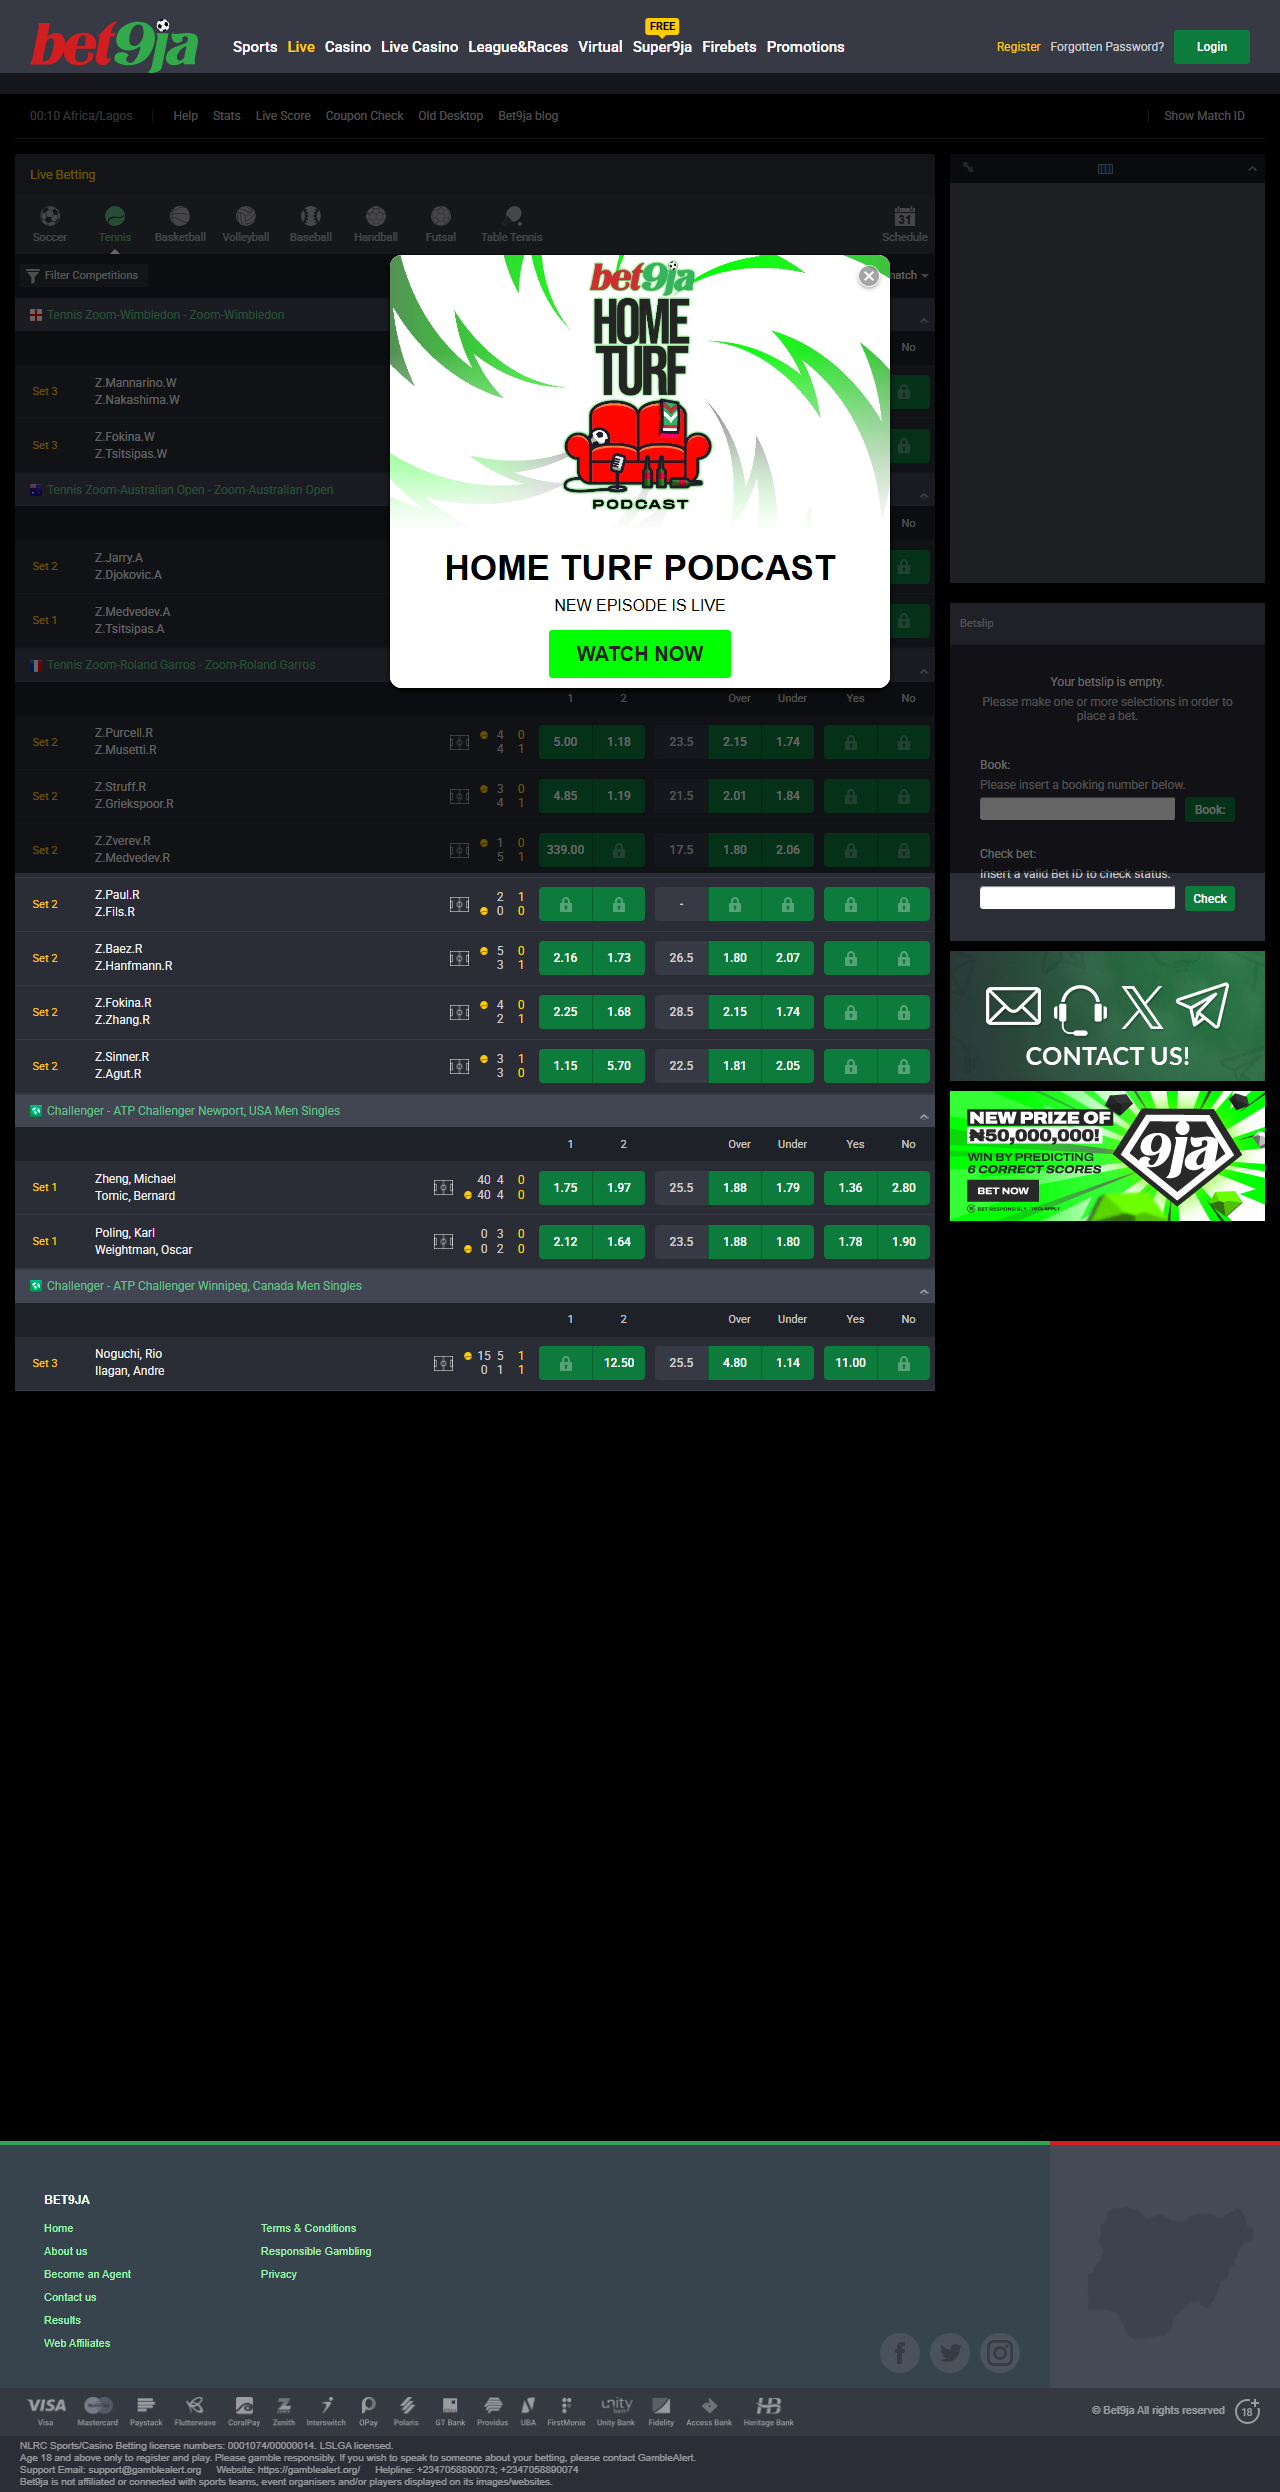 bet9ja
FREE
Sports Live Casino Live Casino League&Races Virtual Super9ja Firebets Promotions
Register Forgotten Password? Login
00:10 Africa/Lagos Help Stats Live Score Coupon Check Old Desktop Bet9ja blog Show Match ID
Live Betting
Soccer Tennis Basketball Volleyball Baseball Handball Futsal Table Tennis 31 Schedule
Filter Competitions
Tennis Zoom-Wimbledon - Zoom-Wimbledon
No
Set 3 Z.Mannarino.W
Z.Nakashima.W
Set 3 Z.Fokina.W
Z.Tsitsipas.W
Tennis Zoom-Australian Open - Zoom-Australian Open
No
Set 2 Z.Jarry.A
Z.Djokovic.A
Set 1 Z.Medvedev.A
Z.Tsitsipas.A
Tennis Zoom-Roland Garros - Zoom-Roland Garros
bet9ja
HOME
TURF
PODCAST
HOME TURF PODCAST
NEW EPISODE IS LIVE
WATCH NOW
1 2 Over Under Yes No
Set 2 Z.Purcell.R 4 0 5.00 1.18 23.5 2.15 1.74
Z.Musetti.R 4 1
Set 2 Z.Struff.R 3 0 4.85 1.19 21.5 2.01 1.84
Z.Griekspoor.R 4 1
Set 2 Z.Zverev.R 1 0 339.00 17.5 1.80 2.06
Z.Medvedev.R 5 1
Set 2 Z.Paul.R 2 1 -
Z.Fils.R 0 0
Set 2 Z.Baez.R 5 0 2.16 1.73 26.5 1.80 2.07
Z.Hanfmann.R 3 1
Set 2 Z.Fokina.R 4 0 2.25 1.68 28.5 2.15 1.74
Z.Zhang.R 2 1
Set 2 Z.Sinner.R 3 1 1.15 5.70 22.5 1.81 2.05
Z.Agut.R 3 0
Challenger - ATP Challenger Newport, USA Men Singles
1 2 Over Under Yes No
Set 1 Zheng, Michael 40 4 0 1.75 1.97 25.5 1.88 1.79 1.36 2.80
Tomic, Bernard 40 4 0
Set 1 Poling, Karl 0 3 0 2.12 1.64 23.5 1.88 1.80 1.78 1.90
Weightman, Oscar 0 2 0
Challenger - ATP Challenger Winnipeg, Canada Men Singles
1 2 Over Under Yes No
Set 3 Noguchi, Rio 15 5 1 12.50 25.5 4.80 1.14 11.00
Ilagan, Andre 0 1 1
Betslip
Your betslip is empty.
Please make one or more selections in order to
place a bet.
Book:
Please insert a booking number below.
Book:
Check bet:
Insert a valid Bet ID to check status.
Check
CONTACT US!
NEW PRIZE OF
₦50,000,000!
WIN BY PREDICTING
6 CORRECT SCORES
BET NOW
BET RESPONSIBLY
9ja
BET9JA
Home Terms & Conditions
About us Responsible Gambling
Become an Agent Privacy
Contact us
Results
Web Affiliates
VISA unity HB
Visa Mastercard Paystack Flutterwave CoralPay Zenith Interswitch OPay Polaris GT Bank Providus UBA FirstMonie Unity Bank Fidelity Access Bank Heritage Bank
© Bet9ja All rights reserved 18+
NLRC Sports/Casino Betting license numbers: 0001074/00000014. LSLGA licensed.
Age 18 and above only to register and play. Please gamble responsibly. If you wish to speak to someone about your betting, please contact GambleAlert.
Support Email: support@gamblealert.org Website: https://gamblealert.org/ Helpline: +2347058890073; +2347058890074
Bet9ja is not affiliated or connected with sports teams, event organisers and/or players displayed on its images/websites.